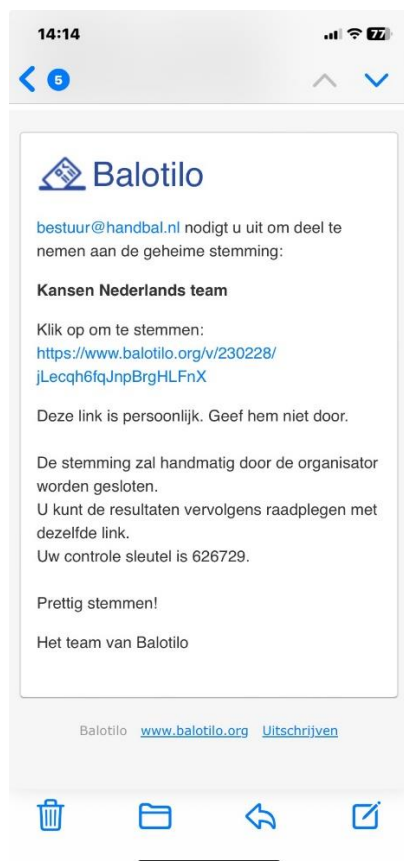 14:14
77
5
Balotilo
bestuur@handbal.nl nodigt u uit om deel te
nemen aan de geheime stemming:
Kansen Nederlands team
Klik op om te stemmen:
https://www.balotilo.org/v/230228/
jLecqh6fqJnpBrgHLFnX
Deze link is persoonlijk. Geef hem niet door.
De stemming zal handmatig door de organisator
worden gesloten.
U kunt de resultaten vervolgens raadplegen met
dezelfde link.
Uw controle sleutel is 626729.
Prettig stemmen!
Het team van Balotilo
Balotilo www.balotilo.org Uitschrijven